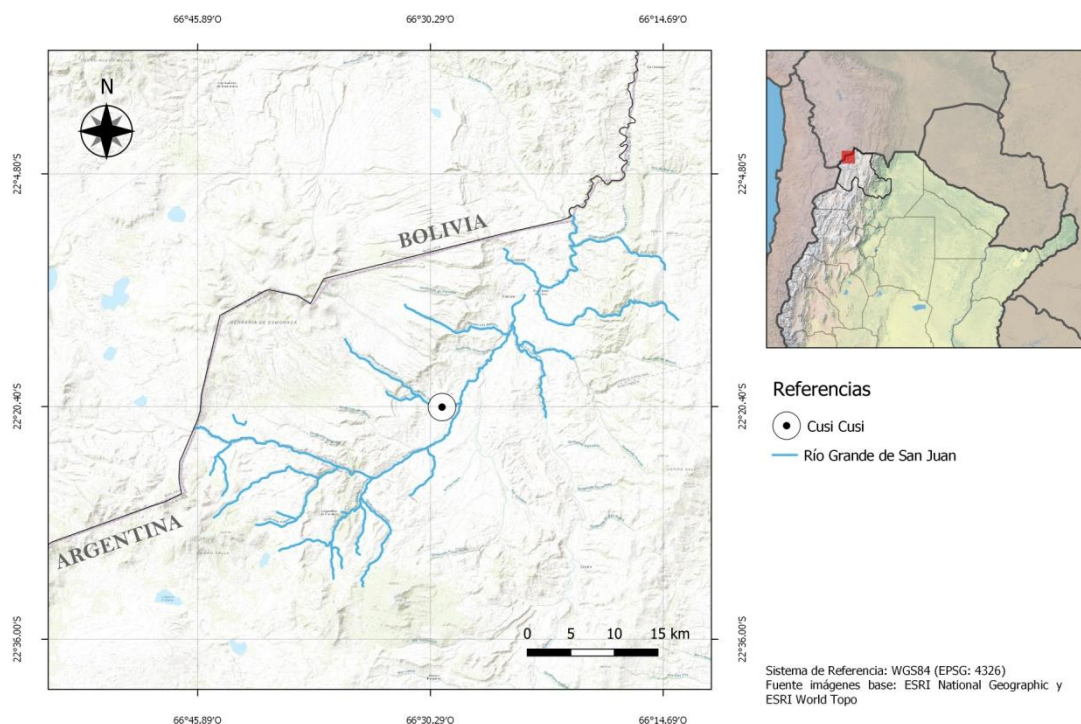 66°45.89'O 66°30.29'O 66°14.69'O
N
22°4.80'S 22°4.80'S
BOLIVIA
22°20.40'S 22°20.40'S
ARGENTINA
22°36.00'S 22°36.00'S
0 5 10 15 km
66°45.89'O 66°30.29'O 66°14.69'O
Referencias
Cusi Cusi
Río Grande de San Juan
Sistema de Referencia: WGS84 (EPSG: 4326)
Fuente imágenes base: ESRI National Geographic y
ESRI World Topo